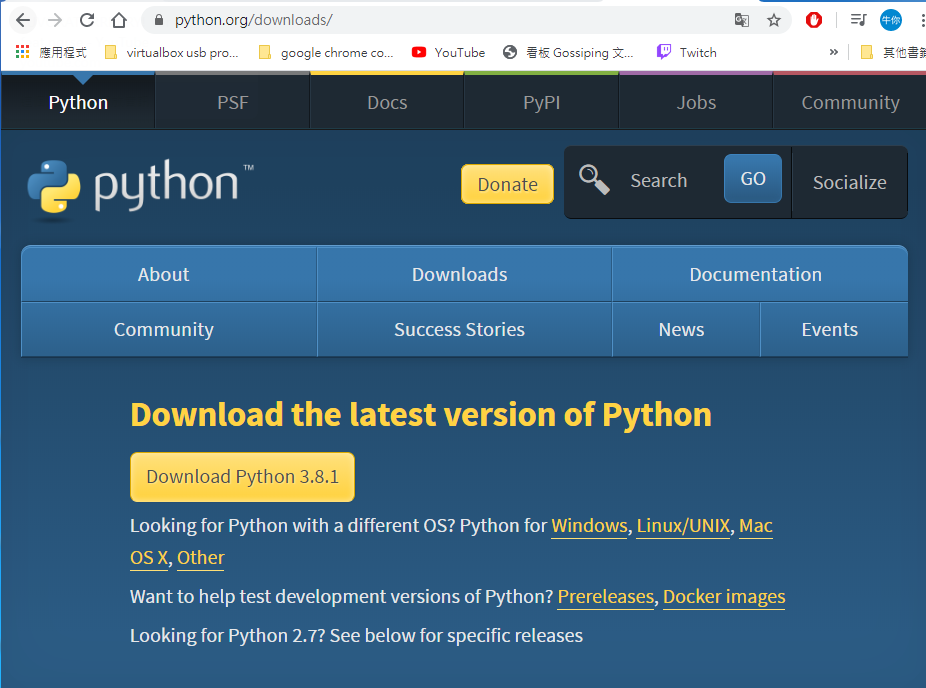 python.org/downloads/
牛你
應用程式 virtualbox usb pro... google chrome co... YouTube 看板 Gossiping 文... Twitch » 其他書籤
Python PSF Docs PyPI Jobs Community
python™ Donate Search GO Socialize
About Downloads Documentation
Community Success Stories News Events
Download the latest version of Python
Download Python 3.8.1
Looking for Python with a different OS? Python for Windows, Linux/UNIX, Mac
OS X, Other
Want to help test development versions of Python? Prereleases, Docker images
Looking for Python 2.7? See below for specific releases